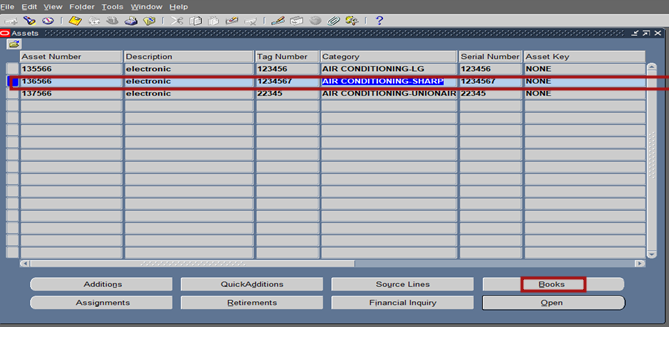 File Edit View Folder Tools Window Help
Assets
Asset Number Description Tag Number Category Serial Number Asset Key
135566 electronic 123456 AIR CONDITIONING-LG 123456 NONE
136566 electronic 1234567 AIR CONDITIONING-SHARP 1234567 NONE
137566 electronic 22345 AIR CONDITIONING-UNIONAIR 22345 NONE
Additions QuickAdditions Source Lines Books
Assignments Retirements Financial Inquiry Open